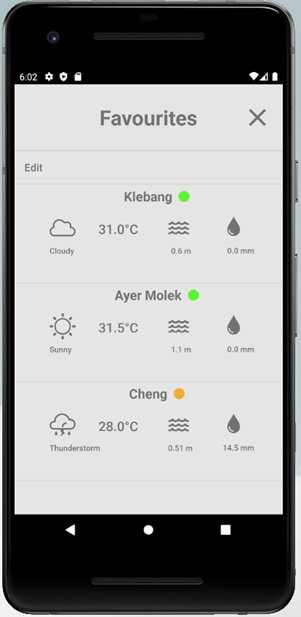 6:02
Favourites
Edit
Klebang
31.0°C
Cloudy 0.6 m 0.0 mm
Ayer Molek
31.5°C
Sunny 1.1 m 0.0 mm
Cheng
28.0°C
Thunderstorm 0.51 m 14.5 mm